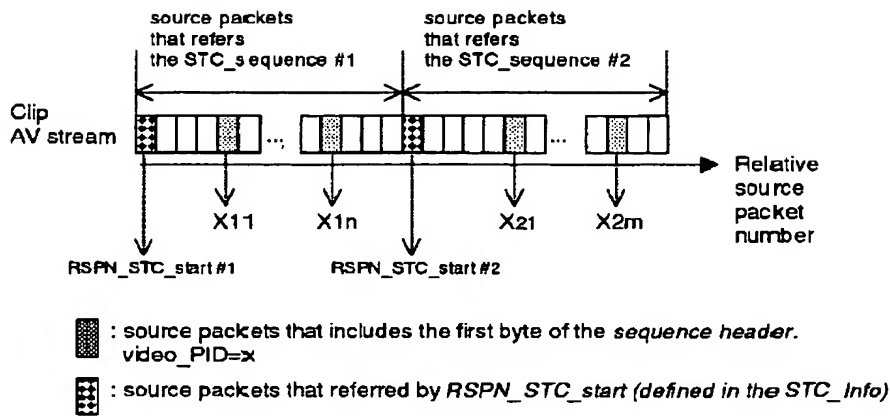 source packets
that refers
the STC_sequence #1
source packets
that refers
the STC_sequence #2
Clip
AV stream
...,
...
Relative
source
packet
number
X11
X1n
X21
X2m
RSPN_STC_start #1
RSPN_STC_start #2
: source packets that includes the first byte of the sequence header.
video_PID=x
: source packets that referred by RSPN_STC_start (defined in the STC_Info)